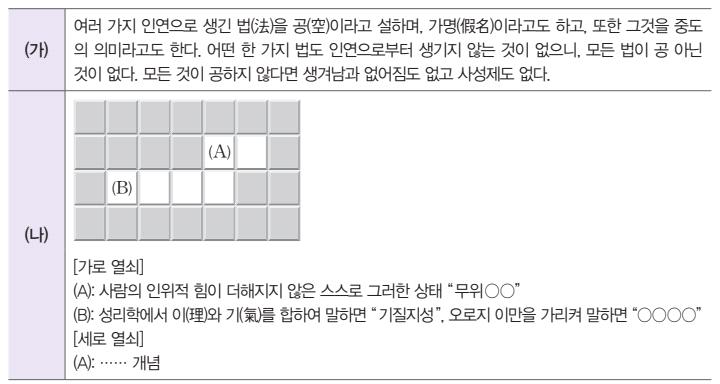 (가)
여러 가지 인연으로 생긴 법(法)을 공(空)이라고 설하며, 가명(假名)이라고도 하고, 또한 그것을 중도
의 의미라고도 한다. 어떤 한 가지 법도 인연으로부터 생기지 않는 것이 없으니, 모든 법이 공 아닌
것이 없다. 모든 것이 공하지 않다면 생겨남과 없어짐도 없고 사성제도 없다.
(나)
(A)
(B)
[가로 열쇠]
(A): 사람의 인위적 힘이 더해지지 않은 스스로 그러한 상태 “무위○○”
(B): 성리학에서 이(理)와 기(氣)를 합하여 말하면 “기질지성”, 오로지 이만을 가리켜 말하면 “○○○○”
[세로 열쇠]
(A): …… 개념